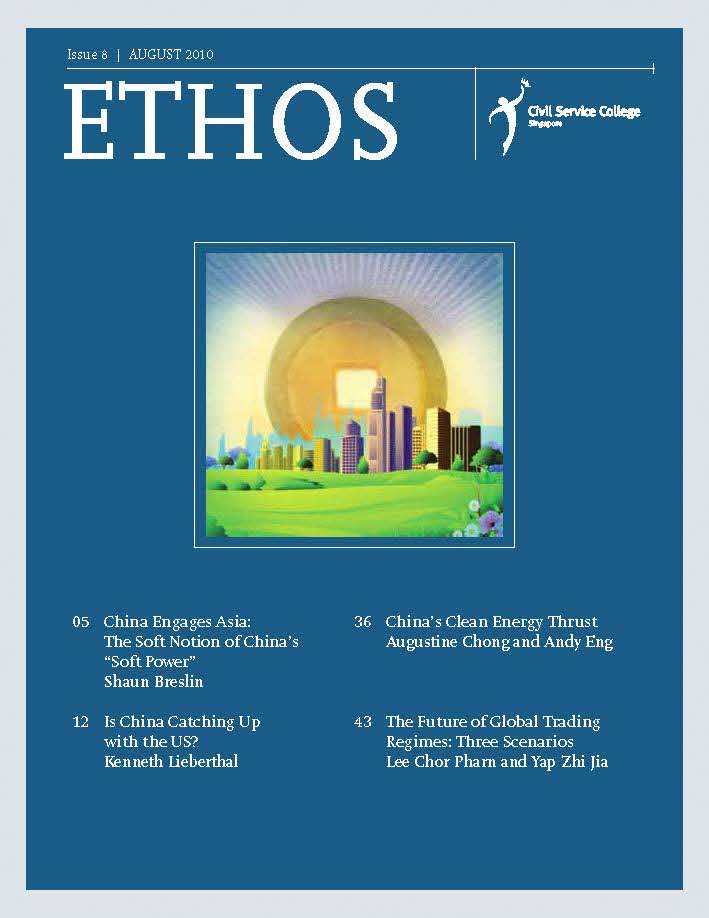 Issue 8 | AUGUST 2010
ETHOS
Civil Service College
Singapore
05 China Engages Asia:
The Soft Notion of China's
“Soft Power”
Shaun Breslin
12 Is China Catching Up
with the US?
Kenneth Lieberthal
36 China's Clean Energy Thrust
Augustine Chong and Andy Eng
43 The Future of Global Trading
Regimes: Three Scenarios
Lee Chor Pharn and Yap Zhi Jia